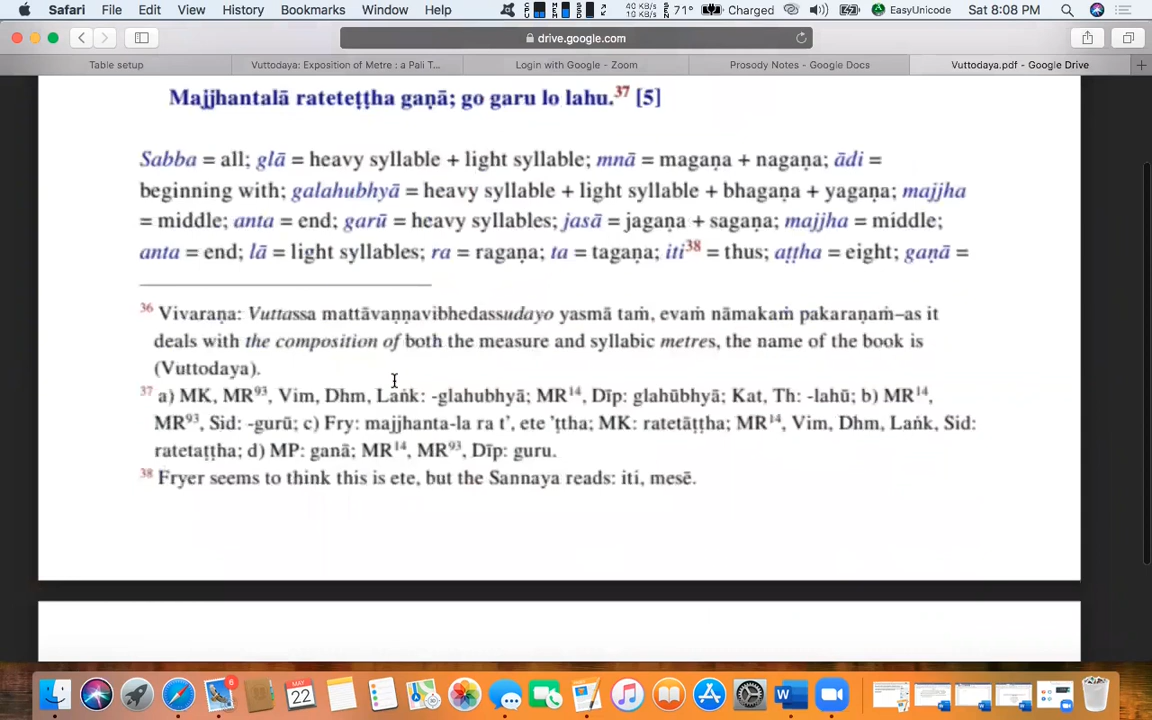 Safari File Edit View History Bookmarks Window Help 40 KB/s 10 KB/s 71° Charged EasyUnicode Sat 8:08 PM
drive.google.com
Table setup Vuttodaya: Exposition of Metre : a Pali T... Login with Google - Zoom Prosody Notes - Google Docs Vuttodaya.pdf - Google Drive
Majjhantalā rateteṭṭha gaṇā; go garu lo lahu.37 [5]
Sabba = all; glā = heavy syllable + light syllable; mnā = magaṇa + nagaṇa; ādi =
beginning with; galahubhyā = heavy syllable + light syllable + bhagaṇa + yagaṇa; majjha
= middle; anta = end; garū = heavy syllables; jasā = jagaṇa + sagaṇa; majjha = middle;
anta = end; lā = light syllables; ra = ragaṇa; ta = tagaṇa; iti38 = thus; aṭṭha = eight; gaṇā =
36 Vivaraṇa: Vuttassa mattāvaṇṇavibhedassudayo yasmā taṁ, evaṁ nāmakaṁ pakaraṇaṁ–as it
deals with the composition of both the measure and syllabic metres, the name of the book is
(Vuttodaya).
37 a) MK, MR93, Vim, Dhm, Laṅk: -glahubhyā; MR14, Dīp: glahūbhyā; Kat, Th: -lahū; b) MR14,
MR93, Sid: -gurū; c) Fry: majjhanta-la ra t', ete 'ṭtha; MK: ratetāṭṭha; MR14, Vim, Dhm, Laṅk, Sid:
ratetaṭṭha; d) MP: ganā; MR14, MR93, Dīp: guru.
38 Fryer seems to think this is ete, but the Sannaya reads: iti, mesē.
MAY
22
6